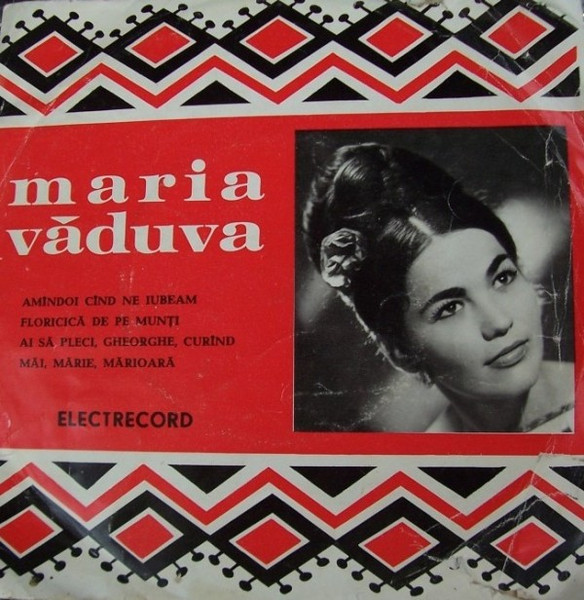 maria
văduva
AMÎNDOI CÎND NE IUBEAM
FLORICICĂ DE PE MUNȚI
AI SĂ PLECI, GHEORGHE, CURÎND
MĂI, MĂRIE, MĂRIOARĂ
ELECTRECORD